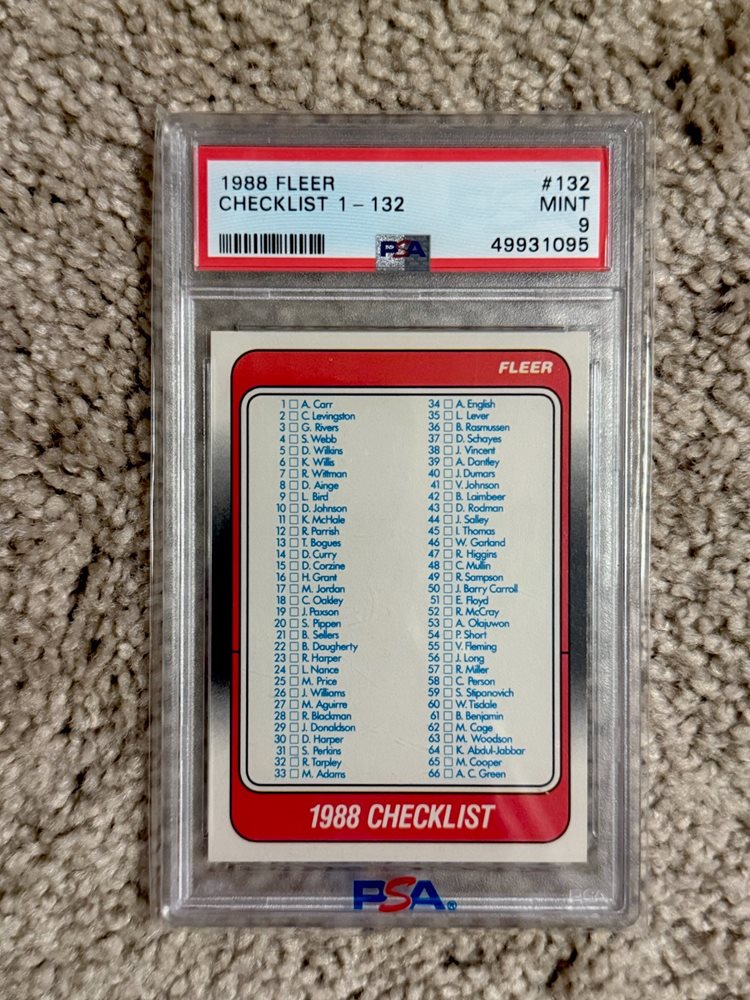 1988 FLEER #132
CHECKLIST 1 - 132 MINT
9
PSA 49931095
FLEER
1 A. Carr
2 C. Levingston
3 G. Rivers
4 S. Webb
5 D. Wilkins
6 K. Willis
7 R. Wittman
8 D. Ainge
9 L. Bird
10 D. Johnson
11 K. McHale
12 R. Parrish
13 T. Bogues
14 D. Curry
15 D. Corzine
16 H. Grant
17 M. Jordan
18 C. Oakley
19 J. Paxson
20 S. Pippen
21 B. Sellers
22 B. Daugherty
23 R. Harper
24 L. Nance
25 M. Price
26 J. Williams
27 M. Aguirre
28 R. Blackman
29 J. Donaldson
30 D. Harper
31 S. Perkins
32 R. Tarpley
33 M. Adams
34 A. English
35 L. Lever
36 B. Rasmussen
37 D. Schayes
38 J. Vincent
39 A. Dantley
40 J. Dumars
41 V. Johnson
42 B. Laimbeer
43 D. Rodman
44 J. Salley
45 I. Thomas
46 W. Garland
47 R. Higgins
48 C. Mullin
49 R. Sampson
50 J. Barry Carroll
51 E. Floyd
52 R. McCray
53 A. Olajuwon
54 P. Short
55 V. Fleming
56 J. Long
57 R. Miller
58 C. Person
59 S. Stipanovich
60 W. Tisdale
61 B. Benjamin
62 M. Cage
63 M. Woodson
64 K. Abdul-Jabbar
65 M. Cooper
66 A. C. Green
1988 CHECKLIST
PSA®